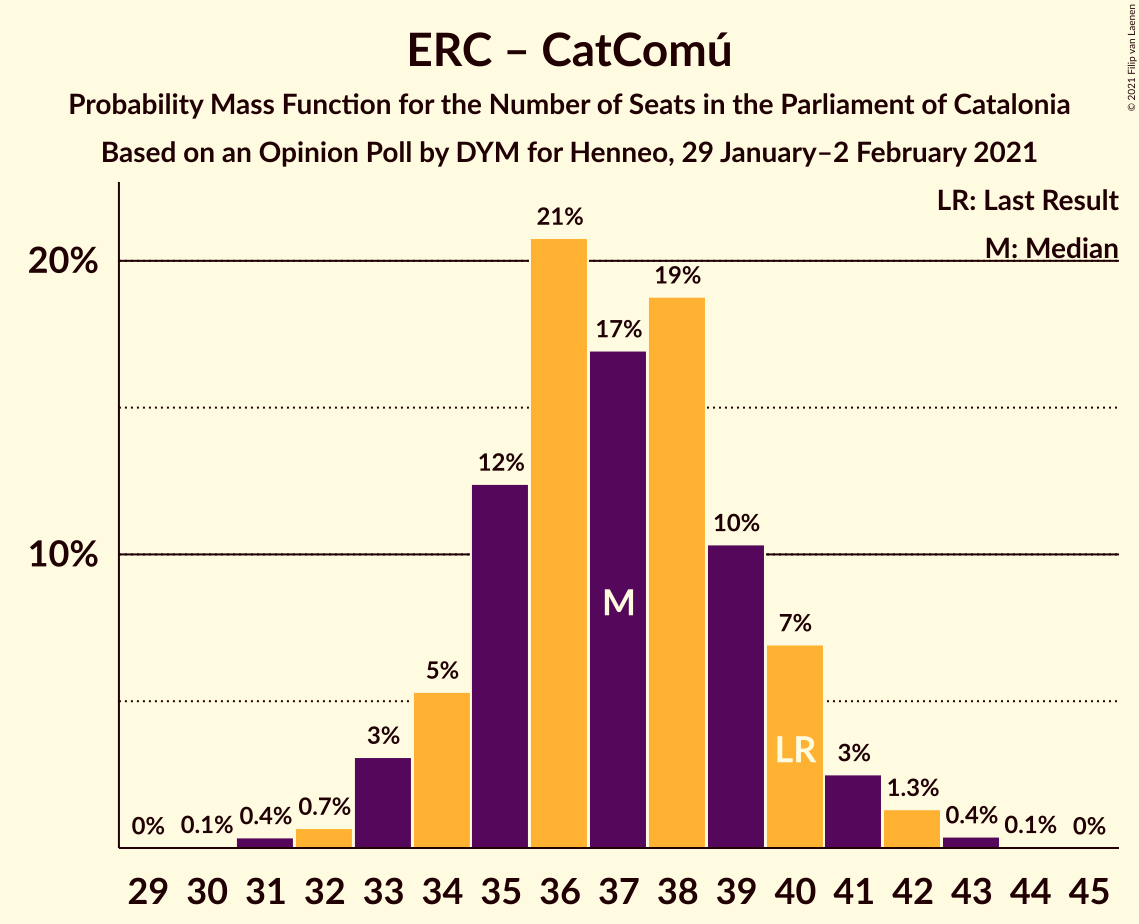 ERC – CatComú
Probability Mass Function for the Number of Seats in the Parliament of Catalonia
Based on an Opinion Poll by DYM for Henneo, 29 January–2 February 2021
© 2021 Filip van Laenen
LR: Last Result
M: Median
20%
10%
0%
0.1%
0.4%
0.7%
3%
5%
12%
21%
17%
19%
10%
7%
3%
1.3%
0.4%
0.1%
0%
M
LR
29 30 31 32 33 34 35 36 37 38 39 40 41 42 43 44 45